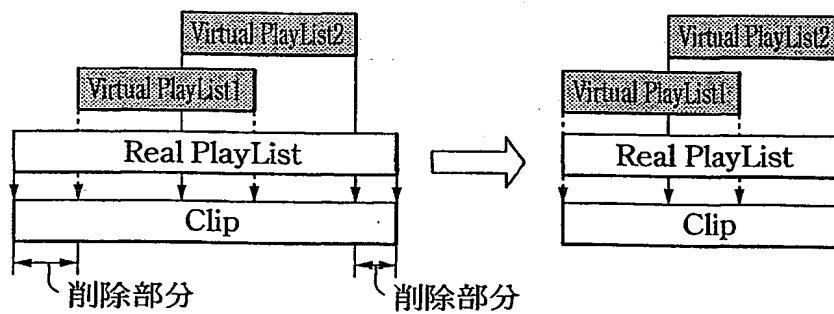 Virtual PlayList2
Virtual PlayList1
Real PlayList
Clip
削除部分
削除部分
Virtual PlayList2
Virtual PlayList1
Real PlayList
Clip